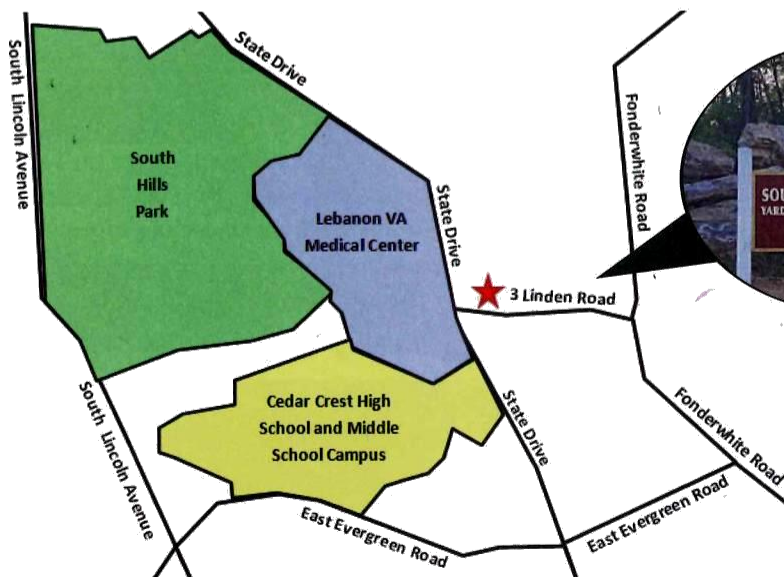 State Drive
South Lincoln Avenue
South
Hills
Park
Fonderwhite Road
Lebanon VA
Medical Center
State Drive
3 Linden Road
South Lincoln Avenue
Cedar Crest High
School and Middle
School Campus
State Drive
Fonderwhite Road
East Evergreen Road
East Evergreen Road